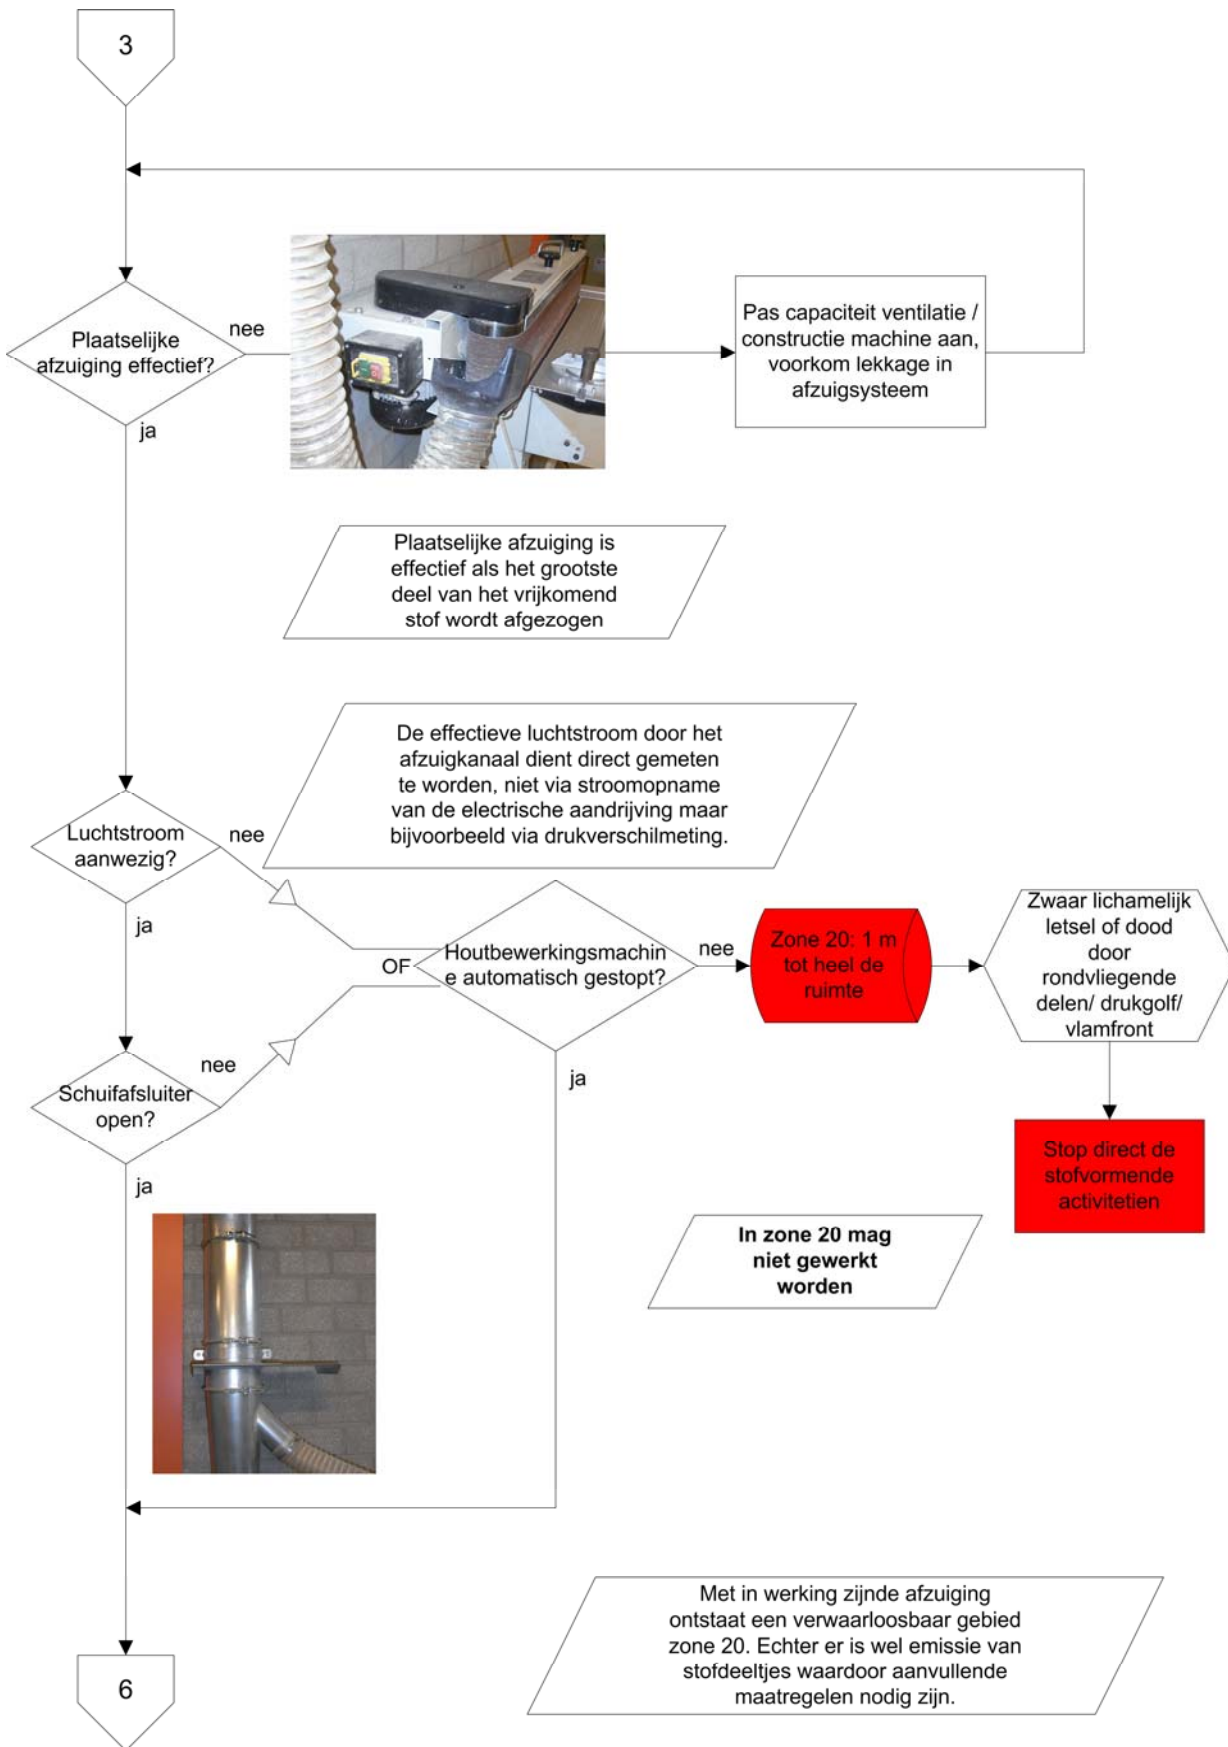 3
Plaatselijke
afzuiging effectief?
nee
ja
Pas capaciteit ventilatie /
constructie machine aan,
voorkom lekkage in
afzuigsysteem
Plaatselijke afzuiging is
effectief als het grootste
deel van het vrijkomend
stof wordt afgezogen
De effectieve luchtstroom door het
afzuigkanaal dient direct gemeten
te worden, niet via stroomopname
van de electrische aandrijving maar
bijvoorbeeld via drukverschilmeting.
Luchtstroom
aanwezig?
nee
ja
OF
Houtbewerkingsmachin
e automatisch gestopt?
nee
ja
Zone 20: 1 m
tot heel de
ruimte
Zwaar lichamelijk
letsel of dood
door
rondvliegende
delen/ drukgolf/
vlamfront
Schuifafsluiter
open?
nee
ja
Stop direct de
stofvormende
activitetien
In zone 20 mag
niet gewerkt
worden
Met in werking zijnde afzuiging
ontstaat een verwaarloosbaar gebied
zone 20. Echter er is wel emissie van
stofdeeltjes waardoor aanvullende
maatregelen nodig zijn.
6